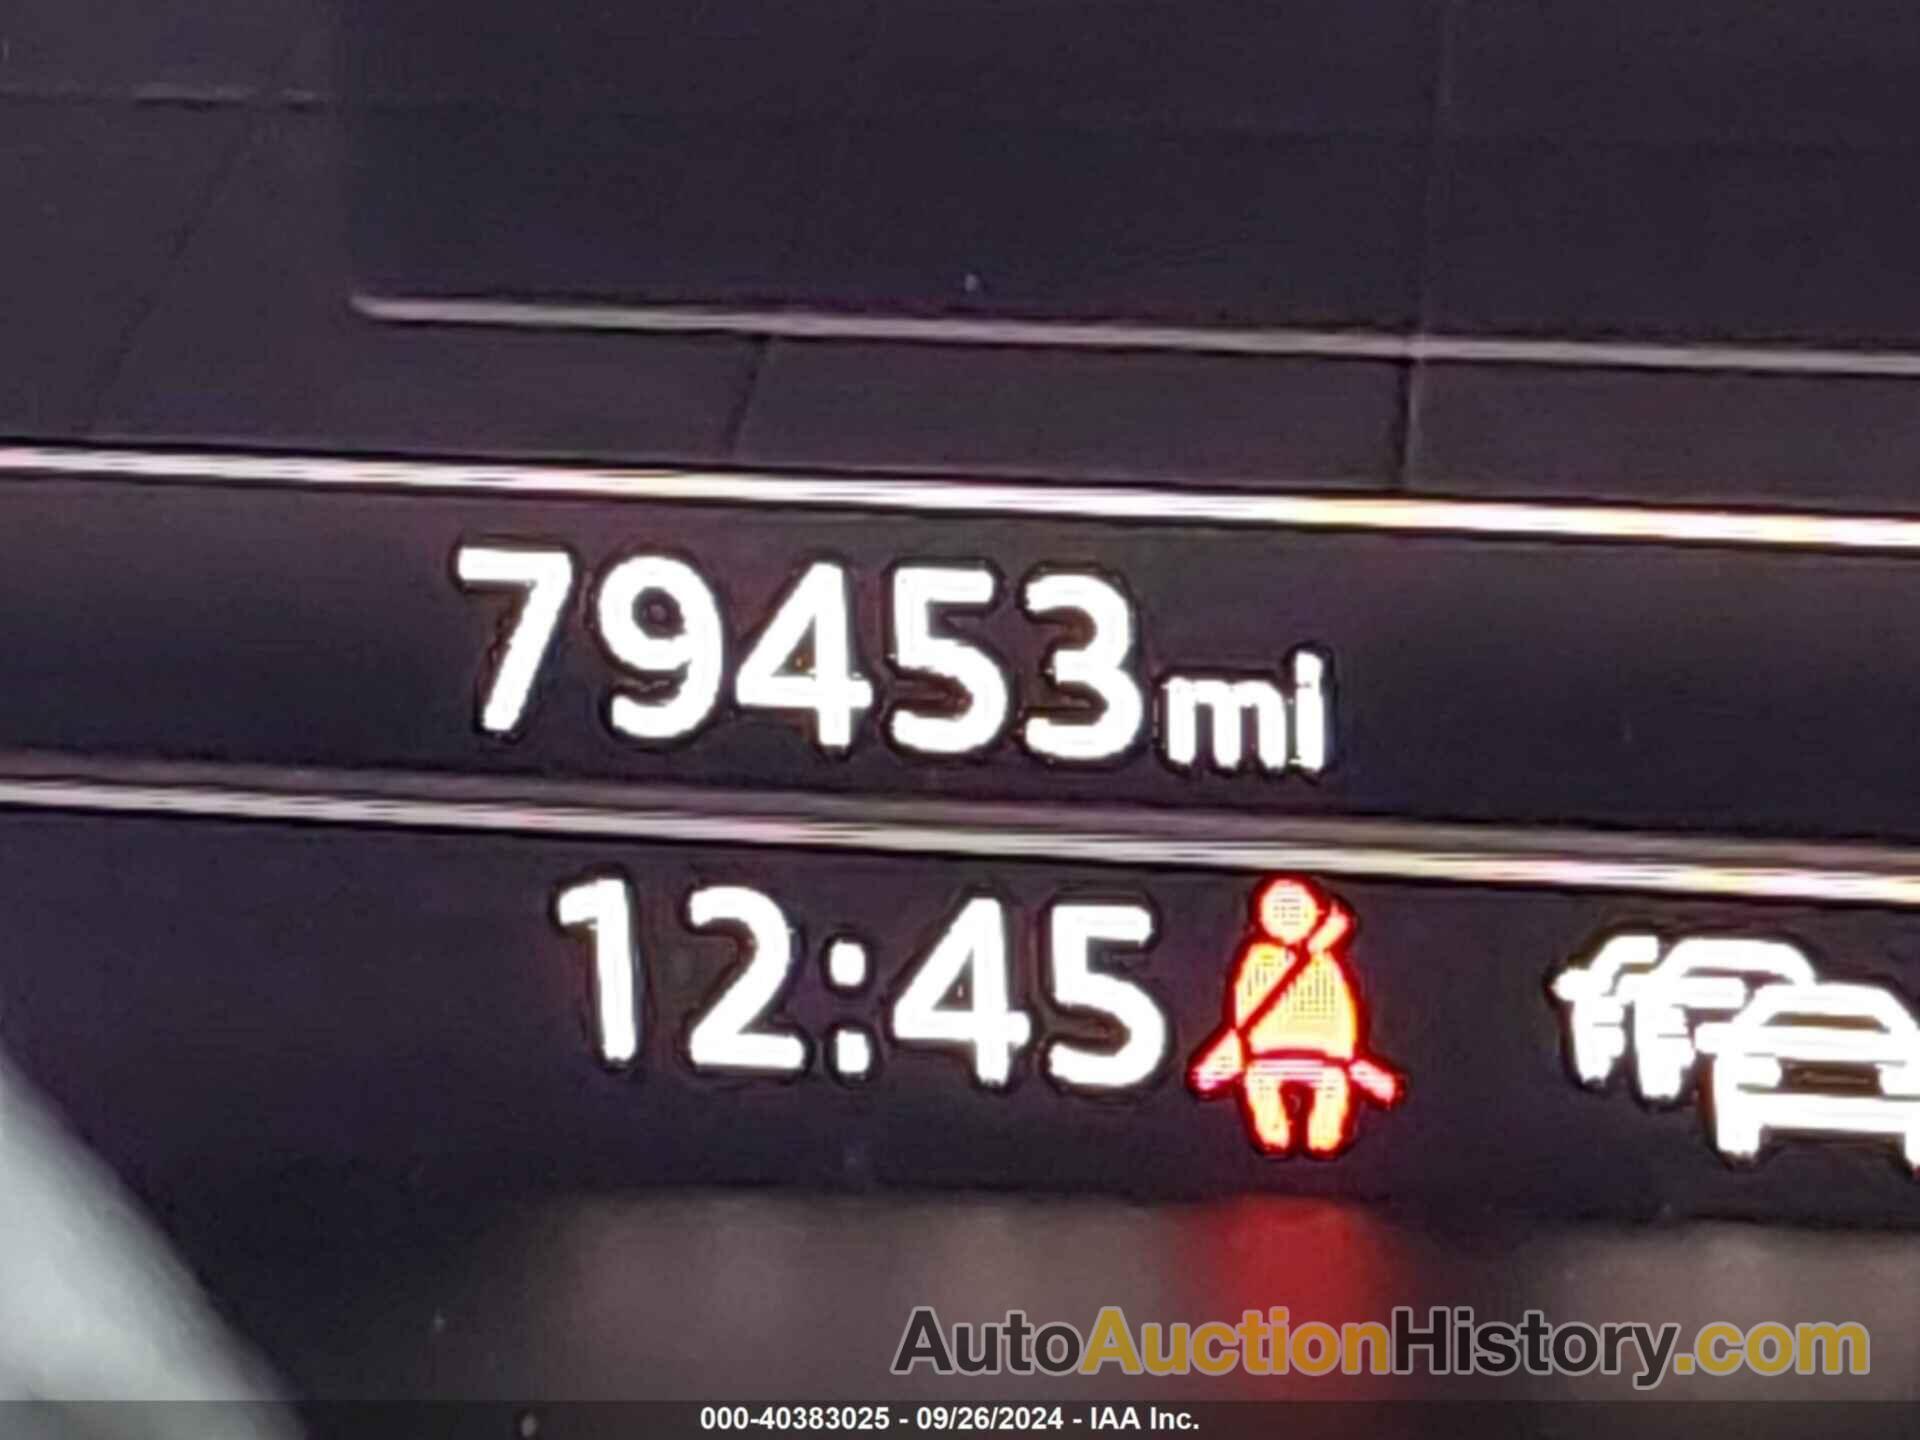 79453mi
12:45
AutoAuctionHistory.com
000-40383025 - 09/26/2024 - IAA Inc.